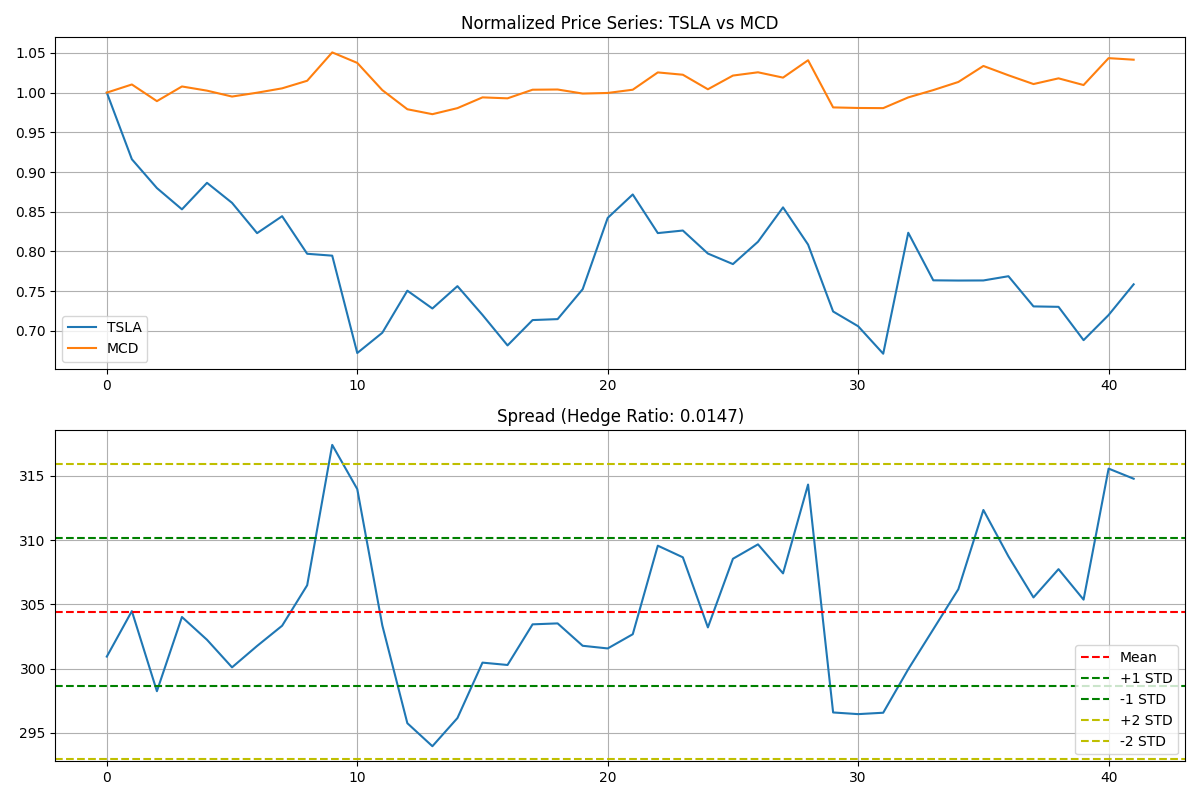 Normalized Price Series: TSLA vs MCD
1.05
1.00
0.95
0.90
0.85
0.80
0.75
0.70
TSLA
MCD
0
10
20
30
40
Spread (Hedge Ratio: 0.0147)
315
310
305
300
295
Mean
+1 STD
-1 STD
+2 STD
-2 STD
0
10
20
30
40